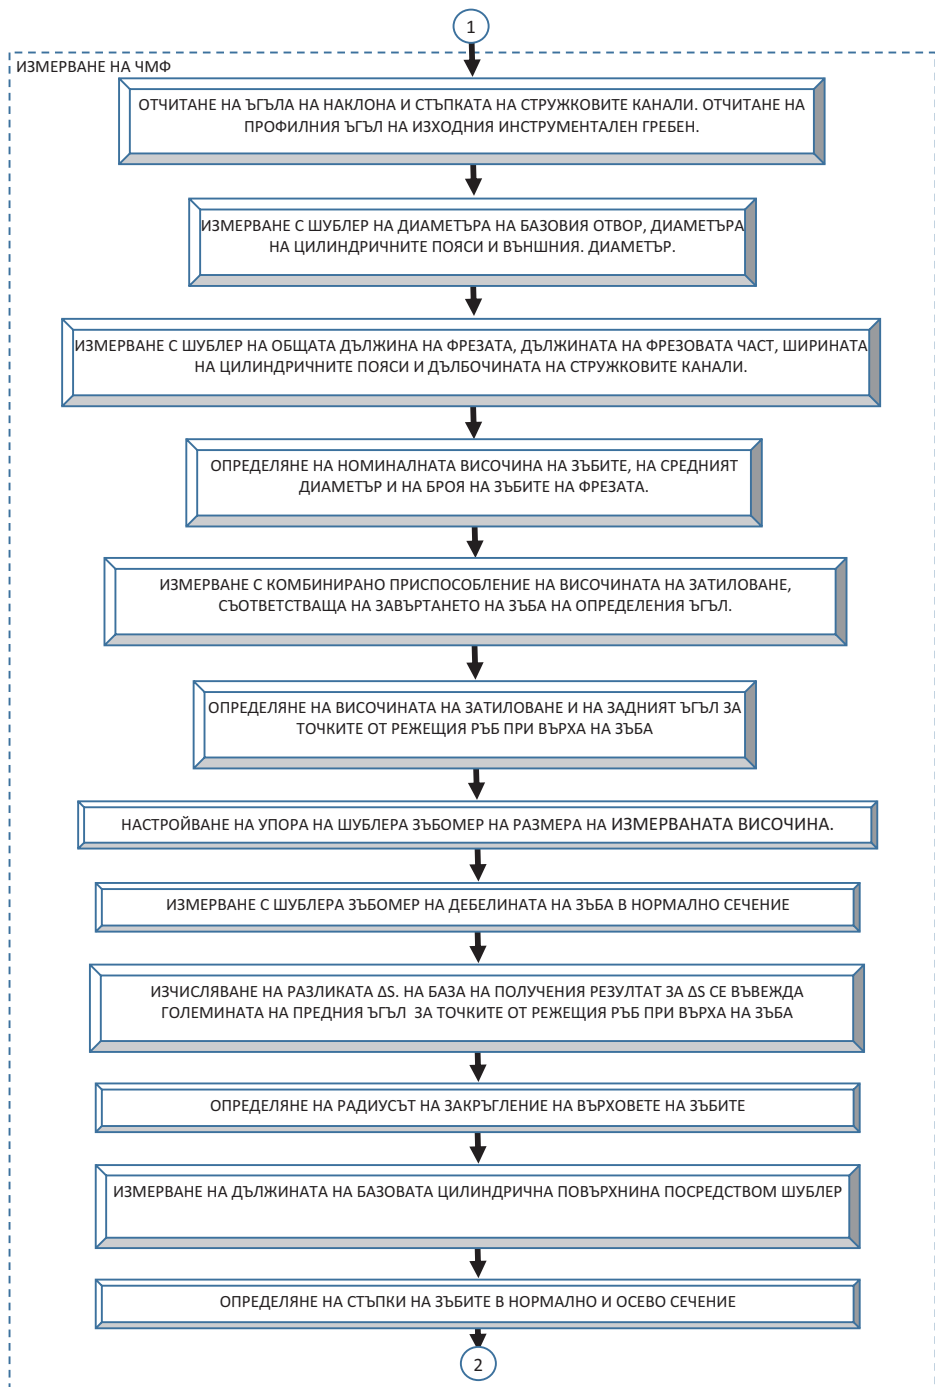 1
ИЗМЕРВАНЕ НА ЧМФ
ОТЧИТАНЕ НА ЪГЪЛА НА НАКЛОНА И СТЪПКАТА НА СТРУЖКОВИТЕ КАНАЛИ. ОТЧИТАНЕ НА
ПРОФИЛНИЯ ЪГЪЛ НА ИЗХОДНИЯ ИНСТРУМЕНТАЛЕН ГРЕБЕН.
ИЗМЕРВАНЕ С ШУБЛЕР НА ДИАМЕТЪРА НА БАЗОВИЯ ОТВОР, ДИАМЕТЪРА
НА ЦИЛИНДРИЧНИТЕ ПОЯСИ И ВЪНШНИЯ. ДИАМЕТЪР.
ИЗМЕРВАНЕ С ШУБЛЕР НА ОБЩАТА ДЪЛЖИНА НА ФРЕЗАТА, ДЪЛЖИНАТА НА ФРЕЗОВАТА ЧАСТ, ШИРИНАТА
НА ЦИЛИНДРИЧНИТЕ ПОЯСИ И ДЪЛБОЧИНАТА НА СТРУЖКОВИТЕ КАНАЛИ.
ОПРЕДЕЛЯНЕ НА НОМИНАЛНАТА ВИСОЧИНА НА ЗЪБИТЕ, НА СРЕДНИЯТ
ДИАМЕТЪР И НА БРОЯ НА ЗЪБИТЕ НА ФРЕЗАТА.
ИЗМЕРВАНЕ С КОМБИНИРАНО ПРИСПОСОБЛЕНИЕ НА ВИСОЧИНАТА НА ЗАТИЛОВАНЕ,
СЪОТВЕТСТВАЩА НА ЗАВЪРТАНЕТО НА ЗЪБА НА ОПРЕДЕЛЕНИЯ ЪГЪЛ.
ОПРЕДЕЛЯНЕ НА ВИСОЧИНАТА НА ЗАТИЛОВАНЕ И НА ЗАДНИЯТ ЪГЪЛ ЗА
ТОЧКИТЕ ОТ РЕЖЕЩИЯ РЪБ ПРИ ВЪРХА НА ЗЪБА
НАСТРОЙВАНЕ НА УПОРА НА ШУБЛЕРА ЗЪБОМЕР НА РАЗМЕРА НА ИЗМЕРВАНАТА ВИСОЧИНА.
ИЗМЕРВАНЕ С ШУБЛЕРА ЗЪБОМЕР НА ДЕБЕЛИНАТА НА ЗЪБА В НОРМАЛНО СЕЧЕНИЕ
ИЗЧИСЛЯВАНЕ НА РАЗЛИКАТА ΔS. НА БАЗА НА ПОЛУЧЕНИЯ РЕЗУЛТАТ ЗА ΔS СЕ ВЪВЕЖДА
ГОЛЕМИНАТА НА ПРЕДНИЯ ЪГЪЛ ЗА ТОЧКИТЕ ОТ РЕЖЕЩИЯ РЪБ ПРИ ВЪРХА НА ЗЪБА
ОПРЕДЕЛЯНЕ НА РАДИУСЪТ НА ЗАКРЪГЛЕНИЕ НА ВЪРХОВЕТЕ НА ЗЪБИТЕ
ИЗМЕРВАНЕ НА ДЪЛЖИНАТА НА БАЗОВАТА ЦИЛИНДРИЧНА ПОВЪРХНИНА ПОСРЕДСТВОМ ШУБЛЕР
ОПРЕДЕЛЯНЕ НА СТЪПКИ НА ЗЪБИТЕ В НОРМАЛНО И ОСЕВО СЕЧЕНИЕ
2